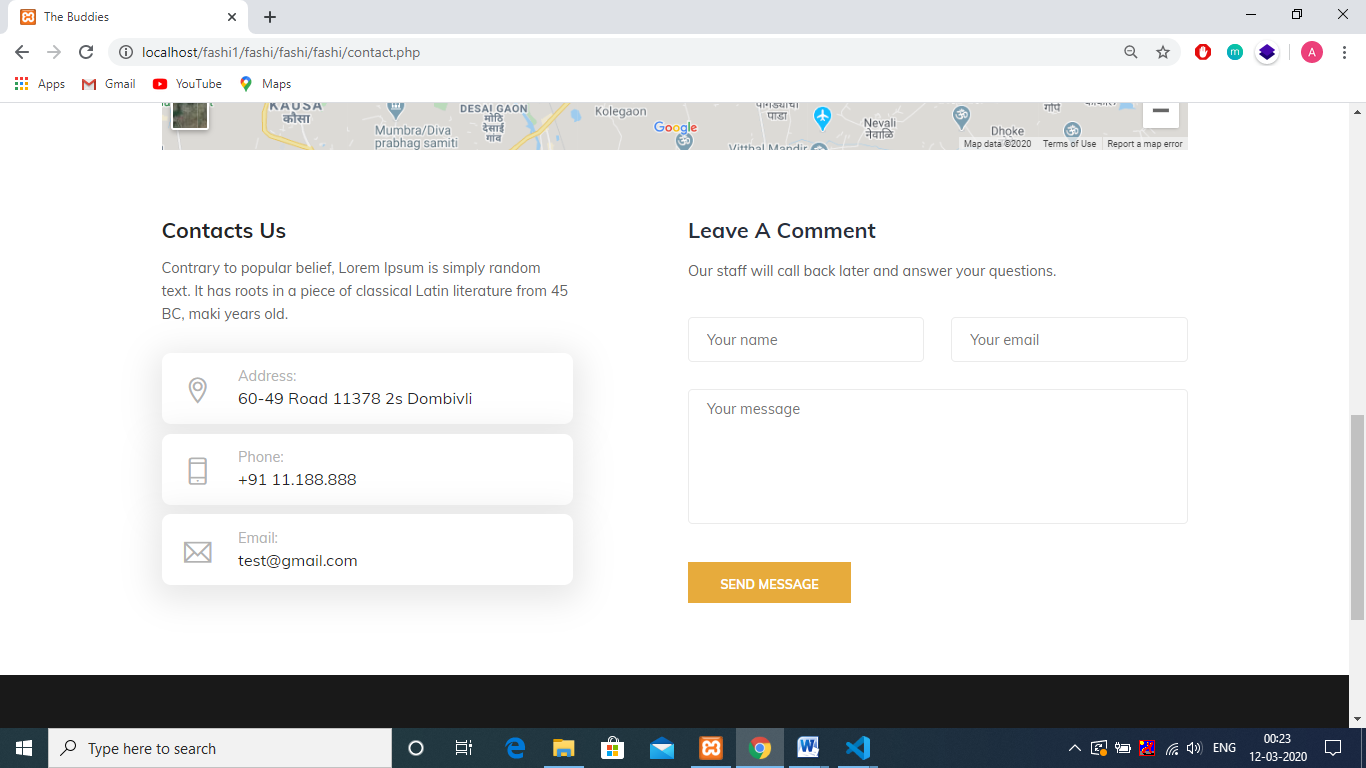 The Buddies
localhost/fashi1/fashi/fashi/fashi/contact.php
m
A
Apps
Gmail
YouTube
Maps
KAUSA
कौसा
DESAI GAON
मोठि
देसाई
गांव
Kolegaon
पाडा
Nevali
नेवाळि
Mumbra/Diva
prabhag samiti
Google
Vitthal Mandir
Dhoke
Map data ©2020
Terms of Use
Report a map error
Contacts Us
Contrary to popular belief, Lorem Ipsum is simply random
text. It has roots in a piece of classical Latin literature from 45
BC, maki years old.
Address:
60-49 Road 11378 2s Dombivli
Phone:
+91 11.188.888
Email:
test@gmail.com
Leave A Comment
Our staff will call back later and answer your questions.
Your name
Your email
Your message
SEND MESSAGE
Type here to search
ENG
00:23
12-03-2020